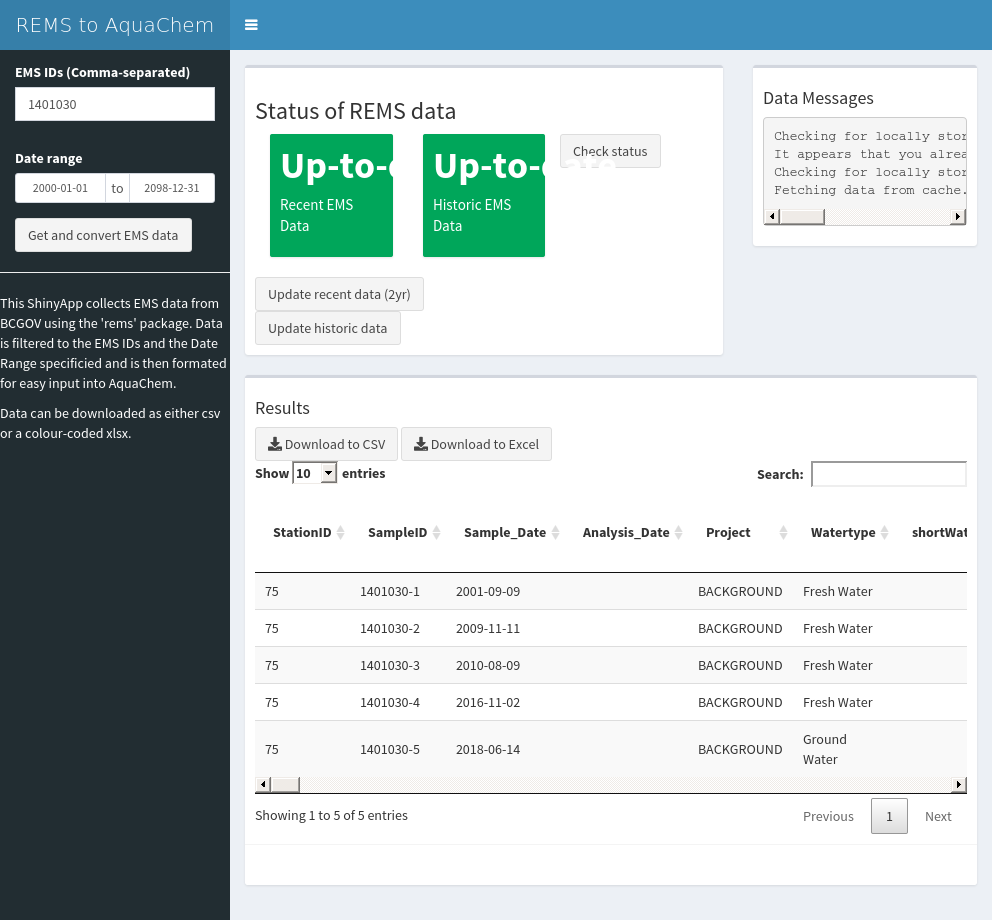 REMS to AquaChem
EMS IDs (Comma-separated)
1401030
Date range
2000-01-01 to 2098-12-31
Get and convert EMS data
This ShinyApp collects EMS data from
BCGOV using the 'rems' package. Data
is filtered to the EMS IDs and the Date
Range specificied and is then formated
for easy input into AquaChem.
Data can be downloaded as either csv
or a colour-coded xlsx.
Status of REMS data
Up-to-d
Recent EMS
Data
Up-to-date
Historic EMS
Data
Check status
Update recent data (2yr)
Update historic data
Data Messages
Checking for locally stor
It appears that you alrea
Checking for locally stor
Fetching data from cache.
Results
Download to CSV Download to Excel
Show 10 entries Search:
StationID SampleID Sample_Date Analysis_Date Project Watertype shortWat
75 1401030-1 2001-09-09 BACKGROUND Fresh Water
75 1401030-2 2009-11-11 BACKGROUND Fresh Water
75 1401030-3 2010-08-09 BACKGROUND Fresh Water
75 1401030-4 2016-11-02 BACKGROUND Fresh Water
75 1401030-5 2018-06-14 BACKGROUND Ground
Water
Showing 1 to 5 of 5 entries Previous 1 Next